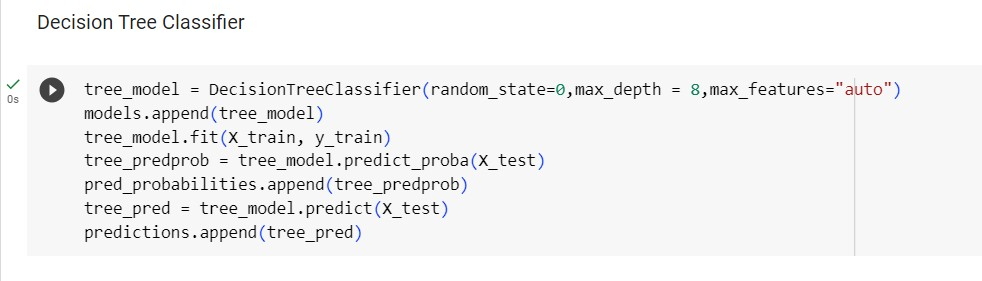 Decision Tree Classifier
0s
tree_model = DecisionTreeClassifier(random_state=0,max_depth = 8,max_features="auto")
models.append(tree_model)
tree_model.fit(X_train, y_train)
tree_predprob = tree_model.predict_proba(X_test)
pred_probabilities.append(tree_predprob)
tree_pred = tree_model.predict(X_test)
predictions.append(tree_pred)